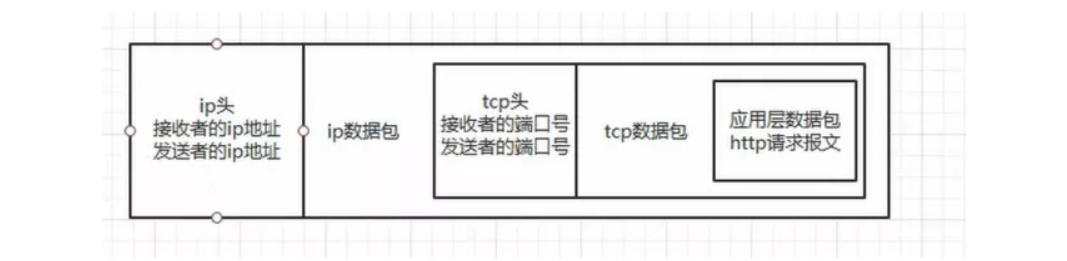 ip头
接收者的ip地址
发送者的ip地址
ip数据包
tcp头
接收者的端口号
发送者的端口号
tcp数据包
应用层数据包
http请求报文